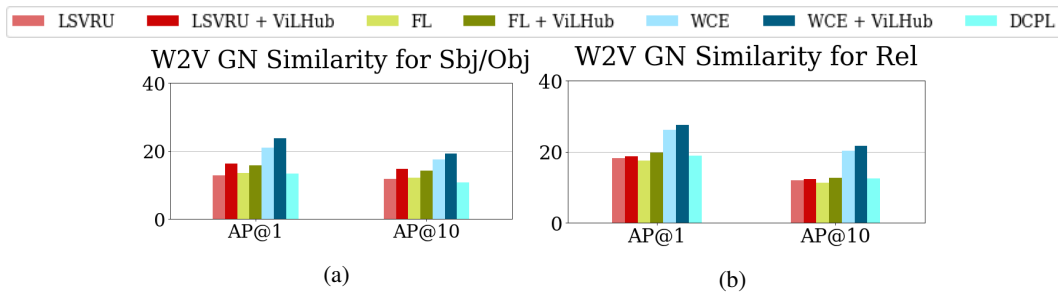 LSVRU LSVRU + ViLHub FL FL + ViLHub WCE WCE + ViLHub DCPL
W2V GN Similarity for Sbj/Obj
40
20
0
AP@1 AP@10
(a)
W2V GN Similarity for Rel
40
20
0
AP@1 AP@10
(b)